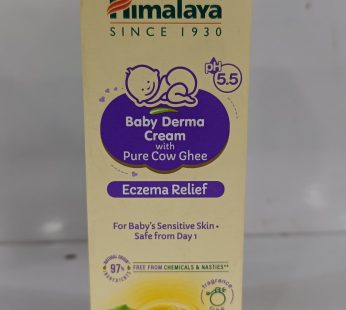 Himalaya
SINCE 1930
pH
5.5
Baby Derma
Cream
with
Pure Cow Ghee
Eczema Relief
For Baby's Sensitive Skin •
Safe from Day 1
97%
FREE FROM CHEMICALS & NASTIES**
fragrance